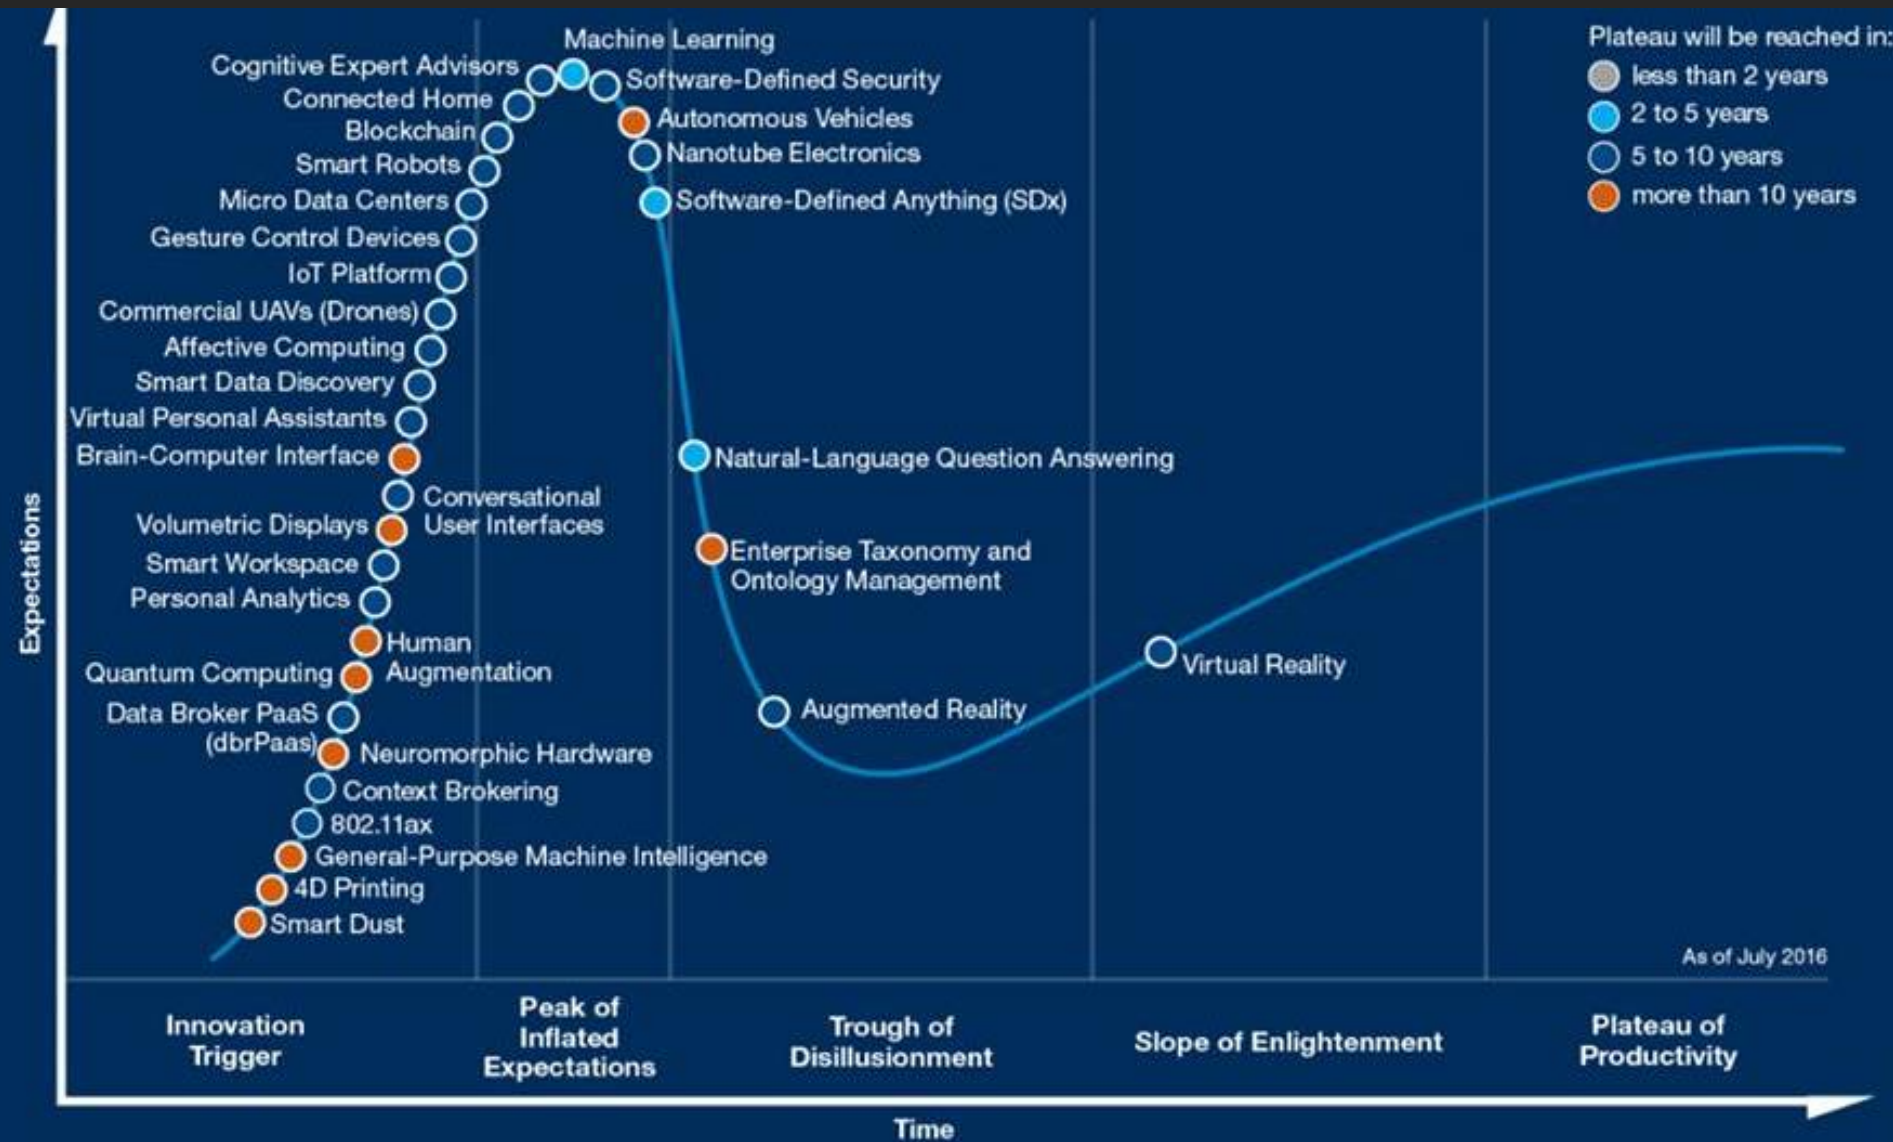 Machine Learning
Cognitive Expert Advisors
Software-Defined Security
Connected Home
Autonomous Vehicles
Blockchain
Nanotube Electronics
Smart Robots
Micro Data Centers
Software-Defined Anything (SDx)
Gesture Control Devices
IoT Platform
Commercial UAVs (Drones)
Affective Computing
Smart Data Discovery
Virtual Personal Assistants
Brain-Computer Interface
Natural-Language Question Answering
Conversational
User Interfaces
Volumetric Displays
Enterprise Taxonomy and
Ontology Management
Smart Workspace
Personal Analytics
Human
Augmentation
Quantum Computing
Virtual Reality
Data Broker PaaS
(dbrPaas)
Augmented Reality
Neuromorphic Hardware
Context Brokering
802.11ax
General-Purpose Machine Intelligence
4D Printing
Smart Dust
Plateau will be reached in:
less than 2 years
2 to 5 years
5 to 10 years
more than 10 years
As of July 2016
Expectations
Innovation
Trigger
Peak of
Inflated
Expectations
Trough of
Disillusionment
Slope of Enlightenment
Plateau of
Productivity
Time